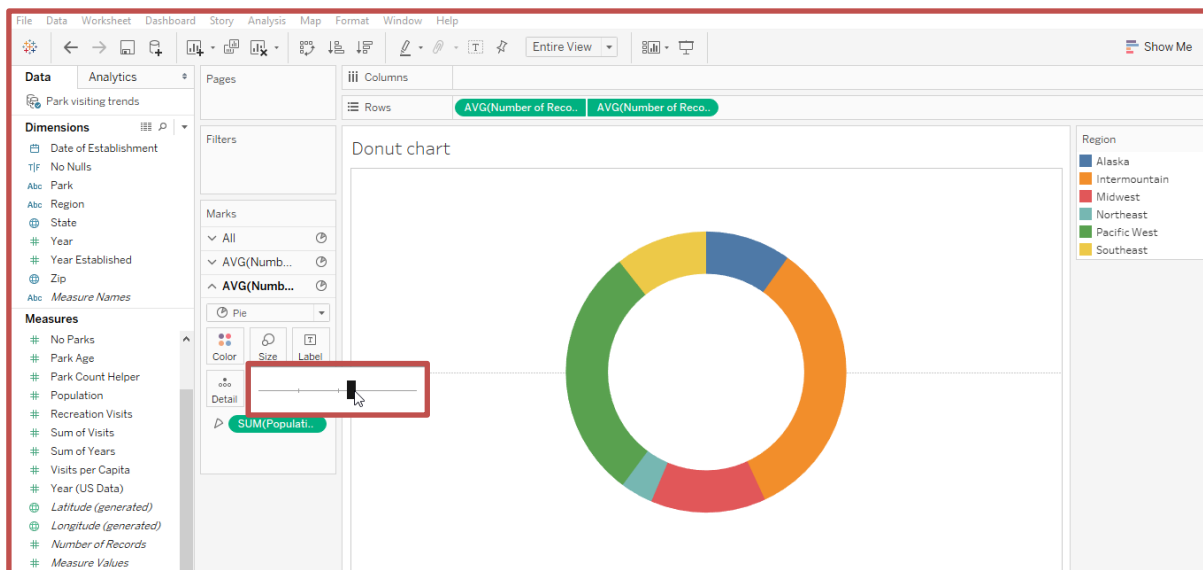 File Data Worksheet Dashboard Story Analysis Map Format Window Help
Entire View
Show Me
Data Analytics
Park visiting trends
Dimensions
Date of Establishment
T|F No Nulls
Abc Park
Abc Region
State
# Year
# Year Established
Zip
Abc Measure Names
Measures
# No Parks
# Park Age
# Park Count Helper
# Population
# Recreation Visits
# Sum of Visits
# Sum of Years
# Visits per Capita
# Year (US Data)
Latitude (generated)
Longitude (generated)
# Number of Records
# Measure Values
Pages
Filters
Marks
All
AVG(Numb...
AVG(Numb...
Pie
Color Size Label
Detail
SUM(Populati..
Columns
Rows AVG(Number of Reco.. AVG(Number of Reco..
Donut chart
Region
Alaska
Intermountain
Midwest
Northeast
Pacific West
Southeast